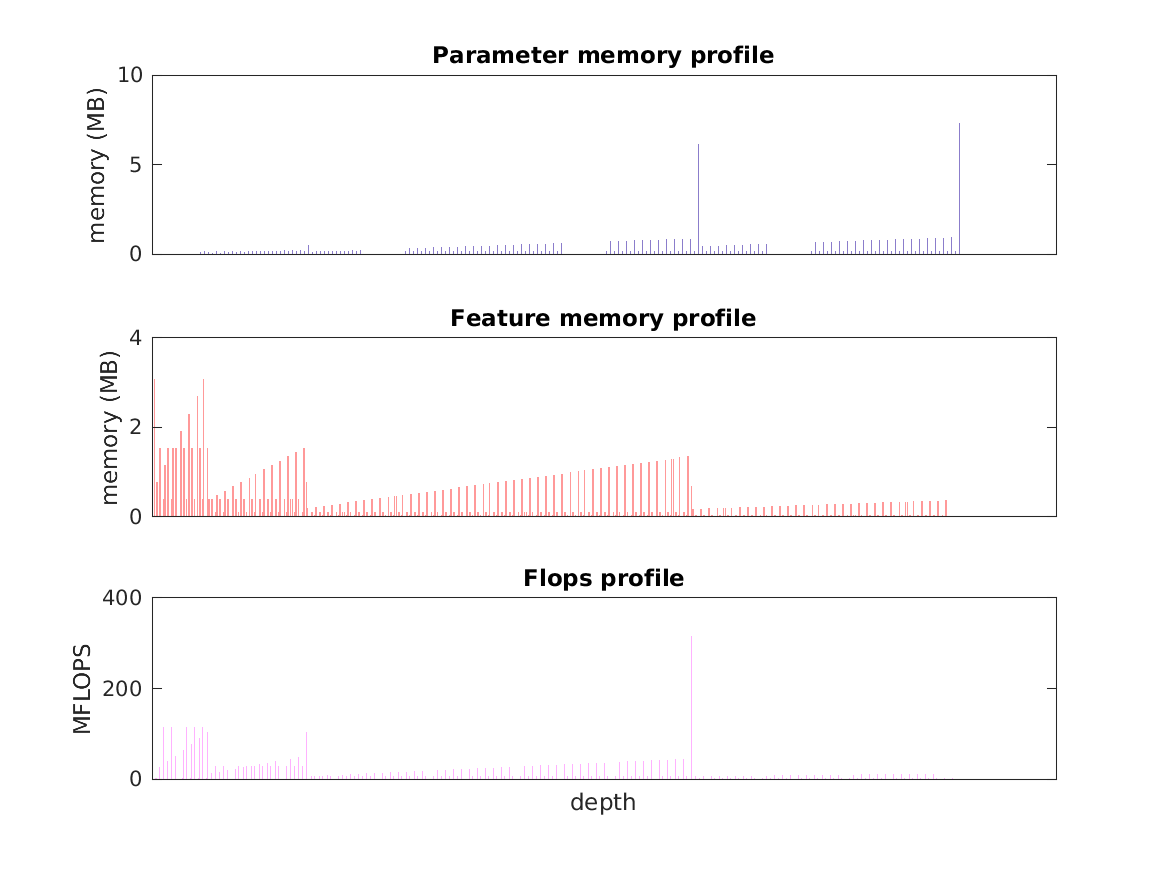 Parameter memory profile
10
5
0
memory (MB)
Feature memory profile
4
2
0
memory (MB)
Flops profile
400
200
0
MFLOPS
depth